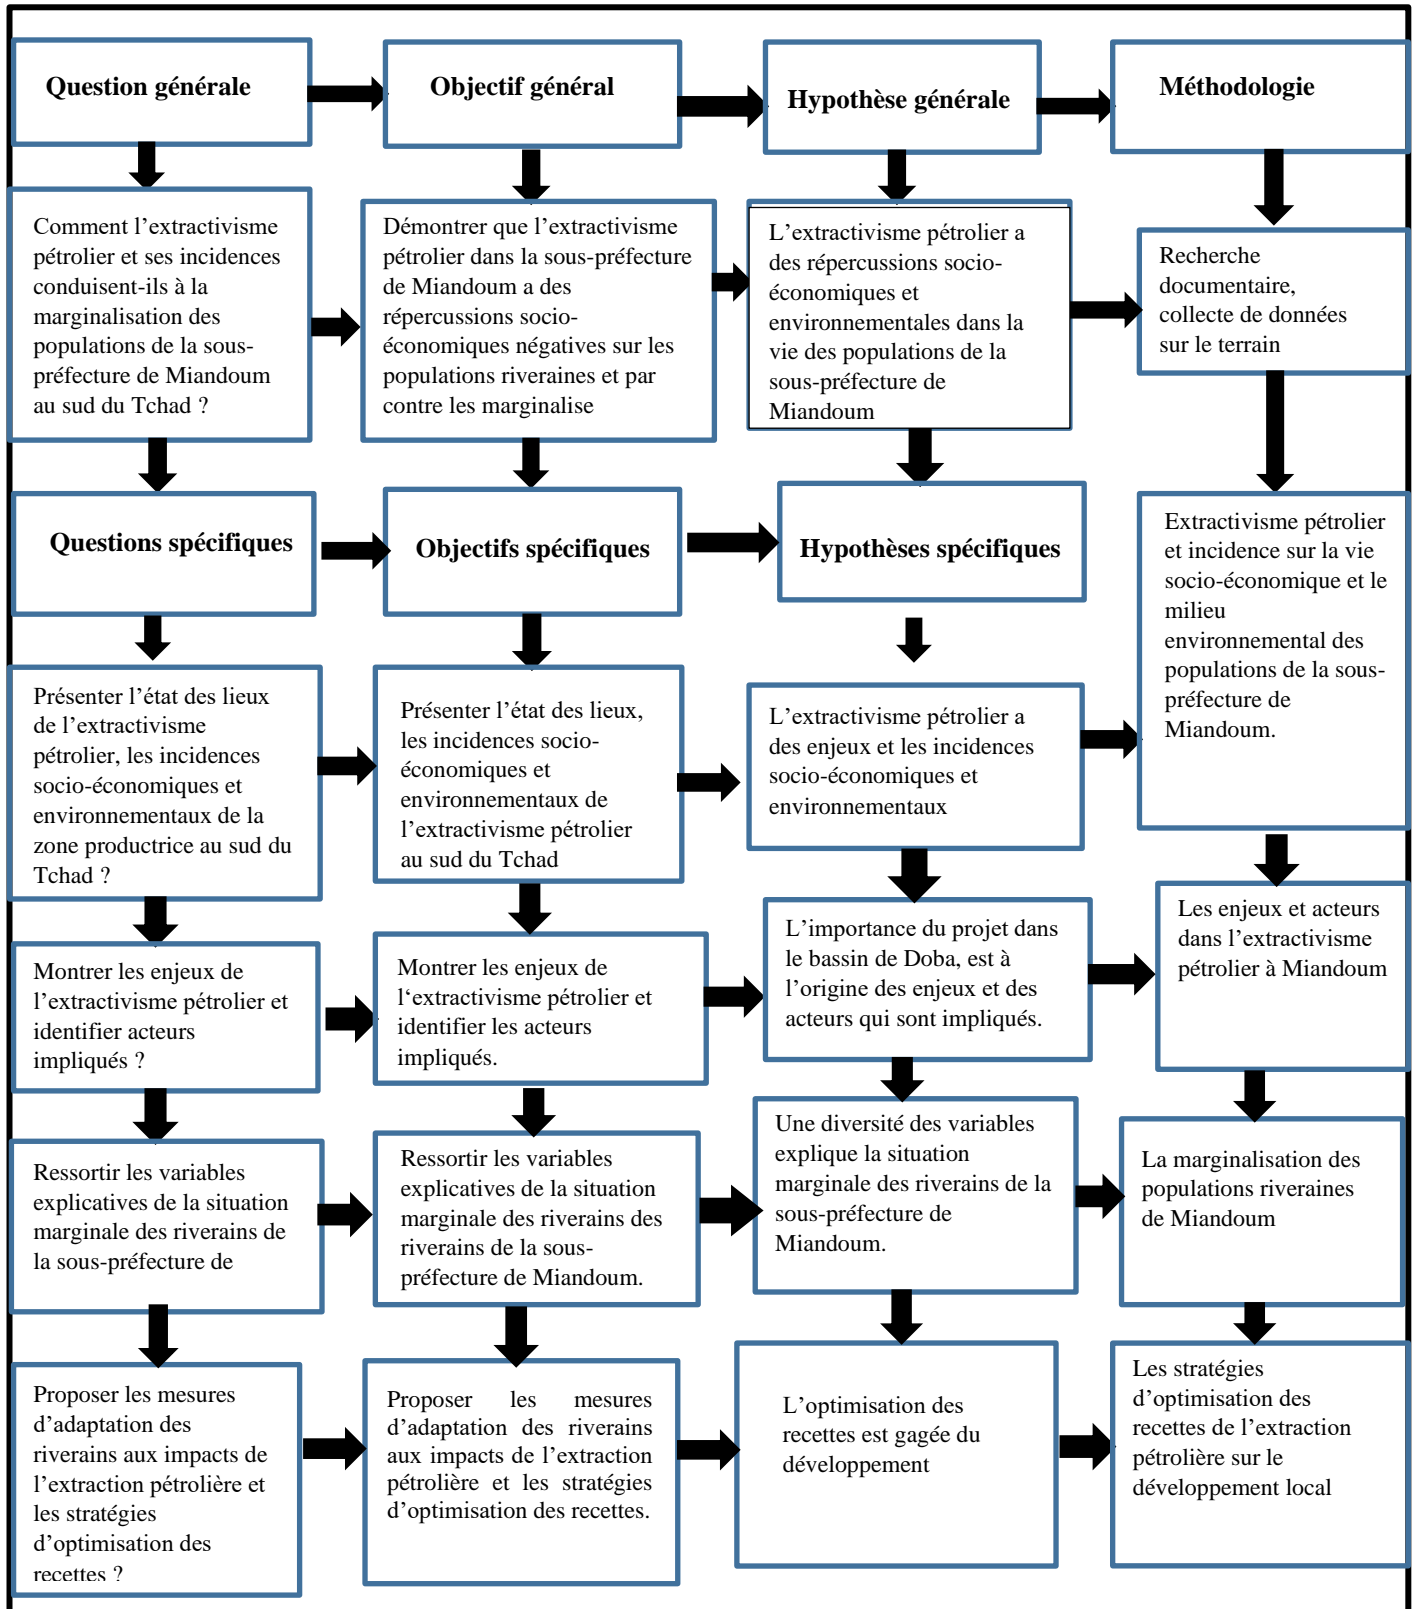 Question générale
Objectif général
Hypothèse générale
Méthodologie
Comment l’extractivisme
pétrolier et ses incidences
conduisent-ils à la
marginalisation des
populations de la sous-
préfecture de Miandoum
au sud du Tchad ?
Démontrer que l’extractivisme
pétrolier dans la sous-préfecture
de Miandoum a des
répercussions socio-
économiques négatives sur les
populations riveraines et par
contre les marginalise
L’extractivisme pétrolier a
des répercussions socio-
économiques et
environnementales dans la
vie des populations de la
sous-préfecture de
Miandoum
Recherche
documentaire,
collecte de données
sur le terrain
Questions spécifiques
Objectifs spécifiques
Hypothèses spécifiques
Extractivisme pétrolier
et incidence sur la vie
socio-économique et le
milieu
environnemental des
populations de la sous-
préfecture de
Miandoum.
Présenter l’état des lieux
de l’extractivisme
pétrolier, les incidences
socio-économiques et
environnementaux de la
zone productrice au sud du
Tchad ?
Présenter l’état des lieux,
les incidences socio-
économiques et
environnementaux de
l’extractivisme pétrolier
au sud du Tchad
L’extractivisme pétrolier a
des enjeux et les incidences
socio-économiques et
environnementaux
Montrer les enjeux de
l’extractivisme pétrolier et
identifier acteurs
impliqués ?
Montrer les enjeux de
l‘extractivisme pétrolier et
identifier les acteurs
impliqués.
L’importance du projet dans
le bassin de Doba, est à
l’origine des enjeux et des
acteurs qui sont impliqués.
Les enjeux et acteurs
dans l’extractivisme
pétrolier à Miandoum
Ressortir les variables
explicatives de la situation
marginale des riverains de
la sous-préfecture de
Ressortir les variables
explicatives de la situation
marginale des riverains des
riverains de la sous-
préfecture de Miandoum.
Une diversité des variables
explique la situation
marginale des riverains de la
sous-préfecture de
Miandoum.
La marginalisation des
populations riveraines
de Miandoum
Proposer les mesures
d’adaptation des
riverains aux impacts de
l’extraction pétrolière et
les stratégies
d’optimisation des
recettes ?
Proposer les mesures
d’adaptation des riverains
aux impacts de l’extraction
pétrolière et les stratégies
d’optimisation des recettes.
L’optimisation des
recettes est gagée du
développement
Les stratégies
d’optimisation des
recettes de l’extraction
pétrolière sur le
développement local